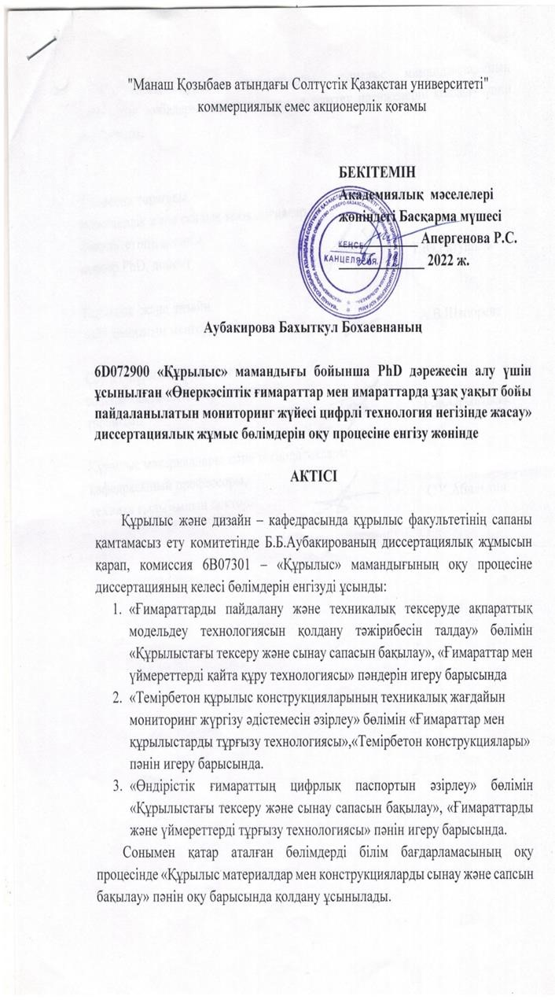 "Манаш Қозыбаев атындағы Солтүстік Қазақстан университеті"
коммерциялық емес акционерлік қоғамы
БЕКІТЕМІН
Академиялық мәселелері
жөніндегі Басқарма мүшесі
Апергенова Р.С.
2022 ж.
КЕҢСЕ
КАНЦЕЛЯРИЯ
Аубакирова Бахыткул Бохаевнаның
6D072900 «Құрылыс» мамандығы бойынша PhD дәрежесін алу үшін
ұсынылған «Өнеркәсіптік ғимараттар мен имараттарда ұзақ уақыт бойы
пайдаланылатын мониторинг жүйесі цифрлі технология негізінде жасау»
диссертациялық жұмыс бөлімдерін оқу процесіне енгізу жөнінде
АКТІСІ
Құрылыс және дизайн – кафедрасында құрылыс факультетінің сапаны
қамтамасыз ету комитетінде Б.Б.Аубакированың диссертациялық жұмысын
қарап, комиссия 6В07301 – «Құрылыс» мамандығының оқу процесіне
диссертацияның келесі бөлімдерін енгізуді ұсынды:
1. «Ғимараттарды пайдалану және техникалық тексеруде ақпараттық
модельдеу технологиясын қолдану тәжірибесін талдау» бөлімін
«Құрылыстағы тексеру және сынау сапасын бақылау», «Ғимараттар мен
үймереттерді қайта құру технологиясы» пәндерін игеру барысында
2. «Темірбетон құрылыс конструкцияларының техникалық жағдайын
мониторинг жүргізу әдістемесін әзірлеу» бөлімін «Ғимараттар мен
құрылыстарды тұрғызу технологиясы»,«Темірбетон конструкциялары»
пәнін игеру барысында.
3. «Өндірістік ғимараттың цифрлық паспортын әзірлеу» бөлімін
«Құрылыстағы тексеру және сынау сапасын бақылау», «Ғимараттарды
және үймереттерді тұрғызу технологиясы» пәнін игеру барысында.
Сонымен қатар аталған бөлімдерді білім бағдарламасының оқу
процесінде «Құрылыс материалдар мен конструкцияларды сынау және сапсын
бақылау» пәнін оқу барысында қолдану ұсынылады.